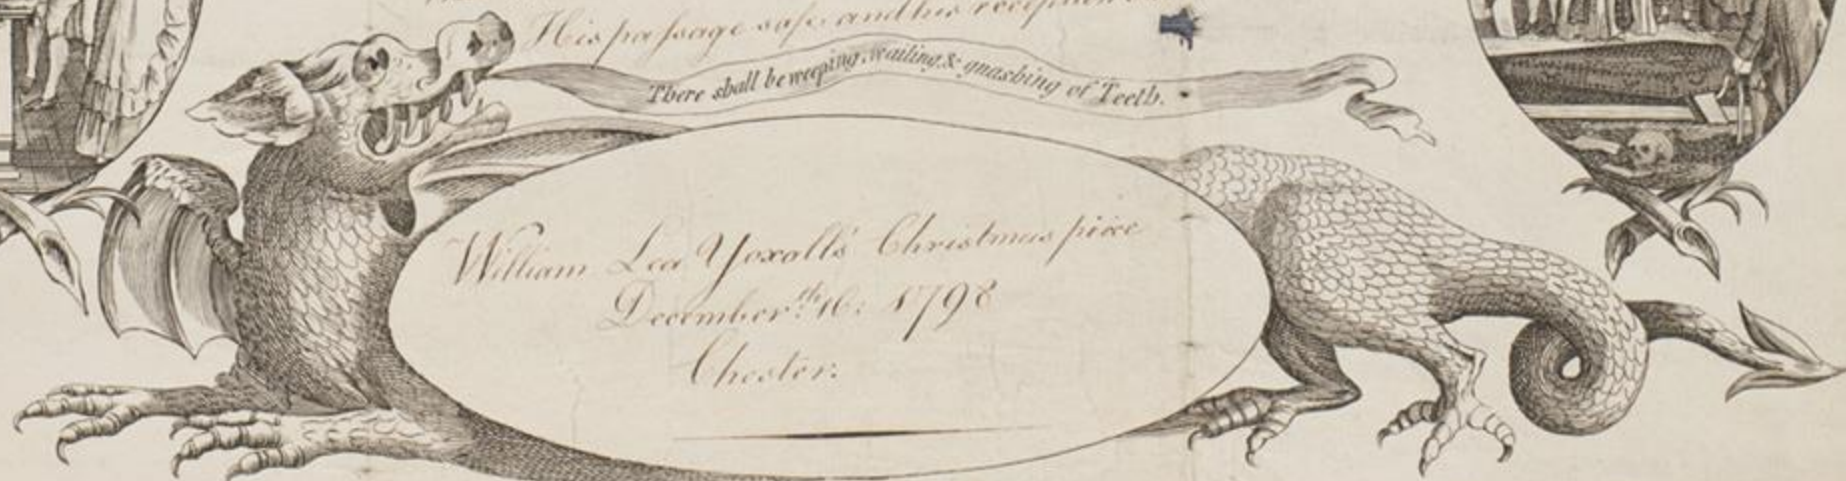 His passage safe, and his reception
There shall be weeping, wailing, & gnashing of Teeth.
William Lea Yoxall's Christmas piece
December.th 16: 1798
Chester.